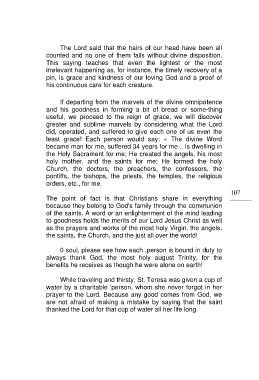 The Lord said that the hairs of our head have been all
counted and no one of them falls without divine disposition.
This saying teaches that even the lightest or the most
irrelevant happening as, for instance, the timely recovery of a
pin, is grace and kindness of our loving God and a proof of
his continuous care for each creature.
If departing from the marvels of the divine omnipotence
and his goodness in forming a bit of bread or some-thing
useful, we proceed to the reign of grace, we will discover
greater and sublime marvels by considering what the Lord
did, operated, and suffered to give each one of us even the
least grace! Each person would say: « The divine Word
became man for me, suffered 34 years for me... is dwelling in
the Holy Sacrament for me; He created the angels, his most
holy mother, and the saints for me; He formed the holy
Church, the doctors, the preachers, the confessors, the
pontiffs, the bishops, the priests, the temples, the religious
orders, etc., for me.
107
The point of fact is that Christians share in everything
because they belong to God's family through the communion
of the saints. A word or an enlightenment of the mind leading
to goodness holds the merits of our Lord Jesus Christ as well
as the prayers and works of the most holy Virgin, the angels,
the saints, the Church, and the just all over the world!
0 soul, please see how each .person is bound in duty to
always thank God, the most holy august Trinity, for the
benefits he receives as though he were alone on earth!
While traveling and thirsty, St. Teresa was given a cup of
water by a charitable 'person, whom she never forgot in her
prayer to the Lord. Because any good comes from God, we
are not afraid of making a mistake by saying that the saint
thanked the Lord for that cup of water all her life long.